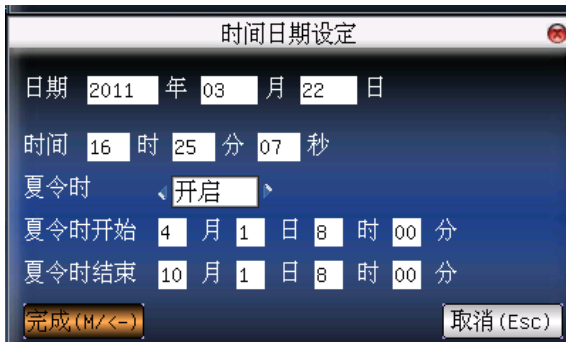 时间日期设定
日期 2011 年 03 月 22 日
时间 16 时 25 分 07 秒
夏令时 开启
夏令时开始 4 月 1 日 8 时 00 分
夏令时结束 10 月 1 日 8 时 00 分
完成(M/<-) 取消(Esc)